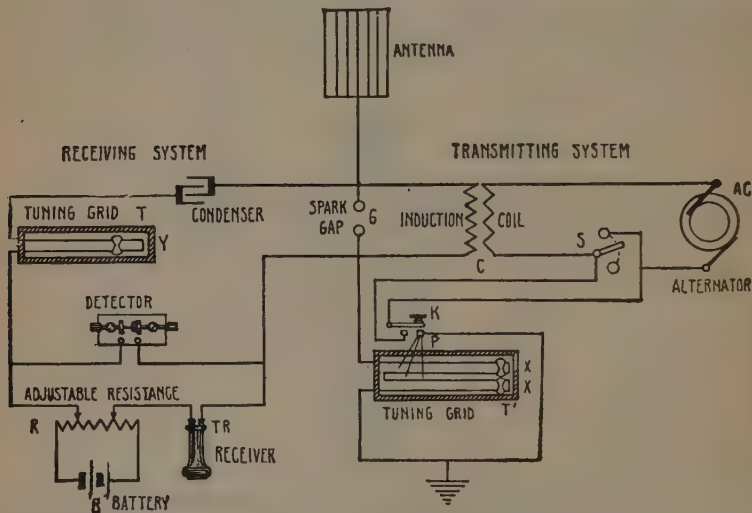 ANTENNA
RECEIVING SYSTEM
TRANSMITTING SYSTEM
AC
CONDENSER
SPARK GAP
G
INDUCTION COIL
C
S
ALTERNATOR
TUNING GRID T
Y
DETECTOR
K
P
X
X
TUNING GRID T'
ADJUSTABLE RESISTANCE
R
TR
RECEIVER
B BATTERY